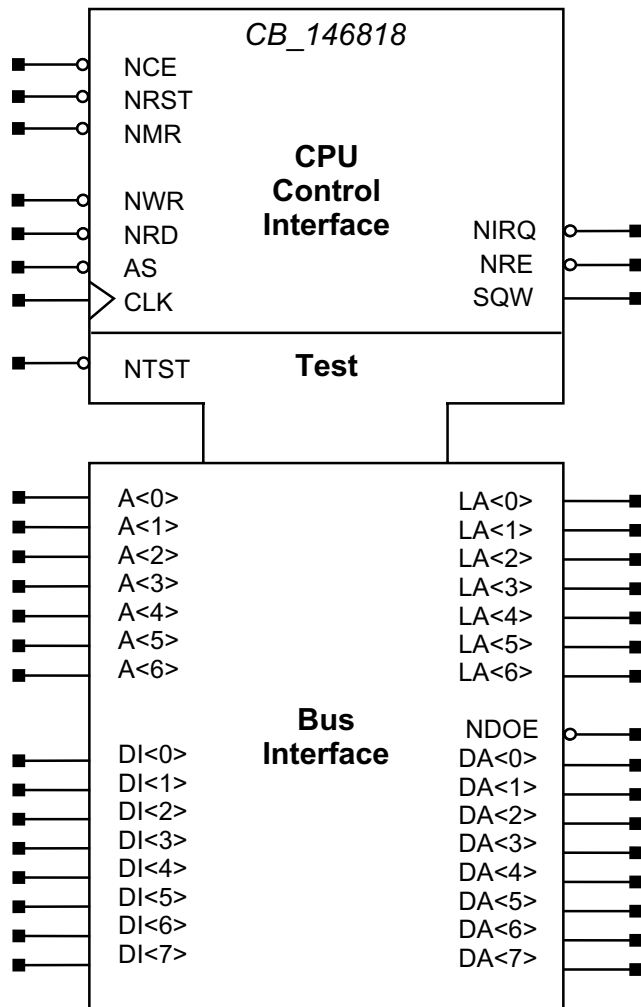 CB_146818
NCE
NRST
NMR
CPU
Control
Interface
NWR
NRD
AS
CLK
NIRQ
NRE
SQW
NTST
Test
A<0>
A<1>
A<2>
A<3>
A<4>
A<5>
A<6>
LA<0>
LA<1>
LA<2>
LA<3>
LA<4>
LA<5>
LA<6>
Bus
Interface
DI<0>
DI<1>
DI<2>
DI<3>
DI<4>
DI<5>
DI<6>
DI<7>
NDOE
DA<0>
DA<1>
DA<2>
DA<3>
DA<4>
DA<5>
DA<6>
DA<7>